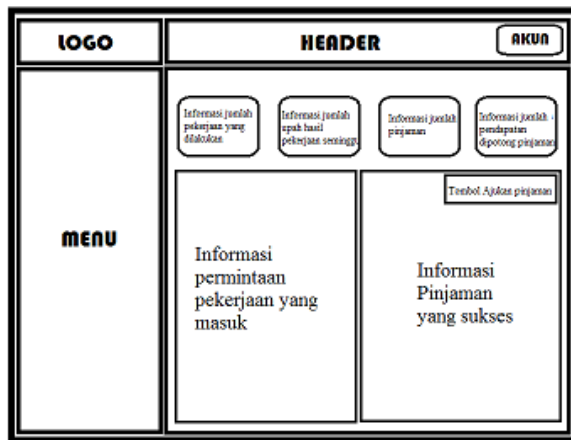 LOGO
HEADER
AKUN
Informasi jumlah
pekerjaan yang
dilakukan
Informasi jumlah
upah hasil
pekerjaan seminggu
Informasi jumlah
pinjaman
Informasi jumlah -
pendapatan
dipotong pinjaman
MENU
Informasi
permintaan
pekerjaan yang
masuk
Tombol Ajukan pinjaman
Informasi
Pinjaman
yang sukses